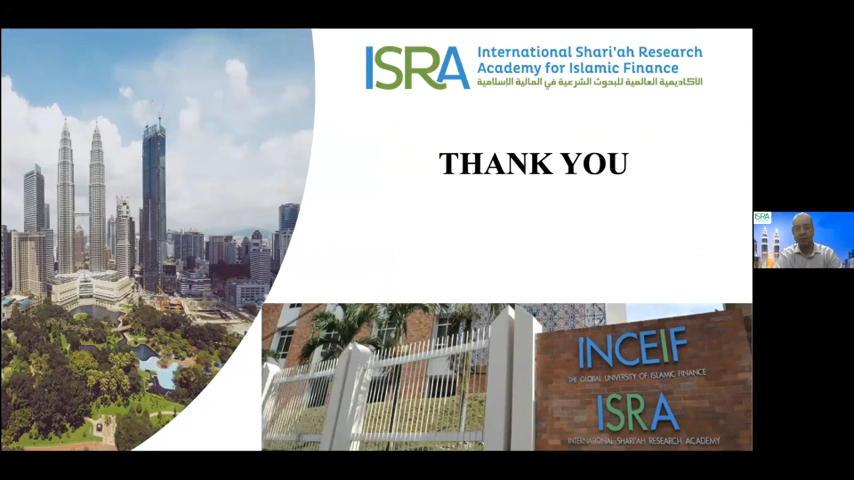 ISRA
International Shari'ah Research
Academy for Islamic Finance
الأكاديمية العالمية للبحوث الشرعية في المالية الإسلامية
THANK YOU
ISRA
INCEIF
THE GLOBAL UNIVERSITY OF ISLAMIC FINANCE
ISRA
INTERNATIONAL SHARI'AH RESEARCH ACADEMY